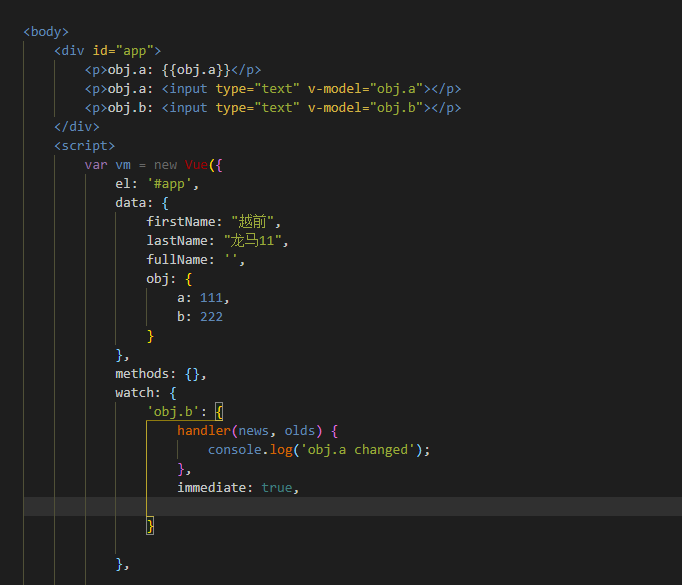 <body>
<div id="app">
<p>obj.a: {{obj.a}}</p>
<p>obj.a: <input type="text" v-model="obj.a"></p>
<p>obj.b: <input type="text" v-model="obj.b"></p>
</div>
<script>
var vm = new Vue({
el: '#app',
data: {
firstName: "越前",
lastName: "龙马11",
fullName: '',
obj: {
a: 111,
b: 222
}
},
methods: {},
watch: {
'obj.b': {
handler(news, olds) {
console.log('obj.a changed');
},
immediate: true,
}
},